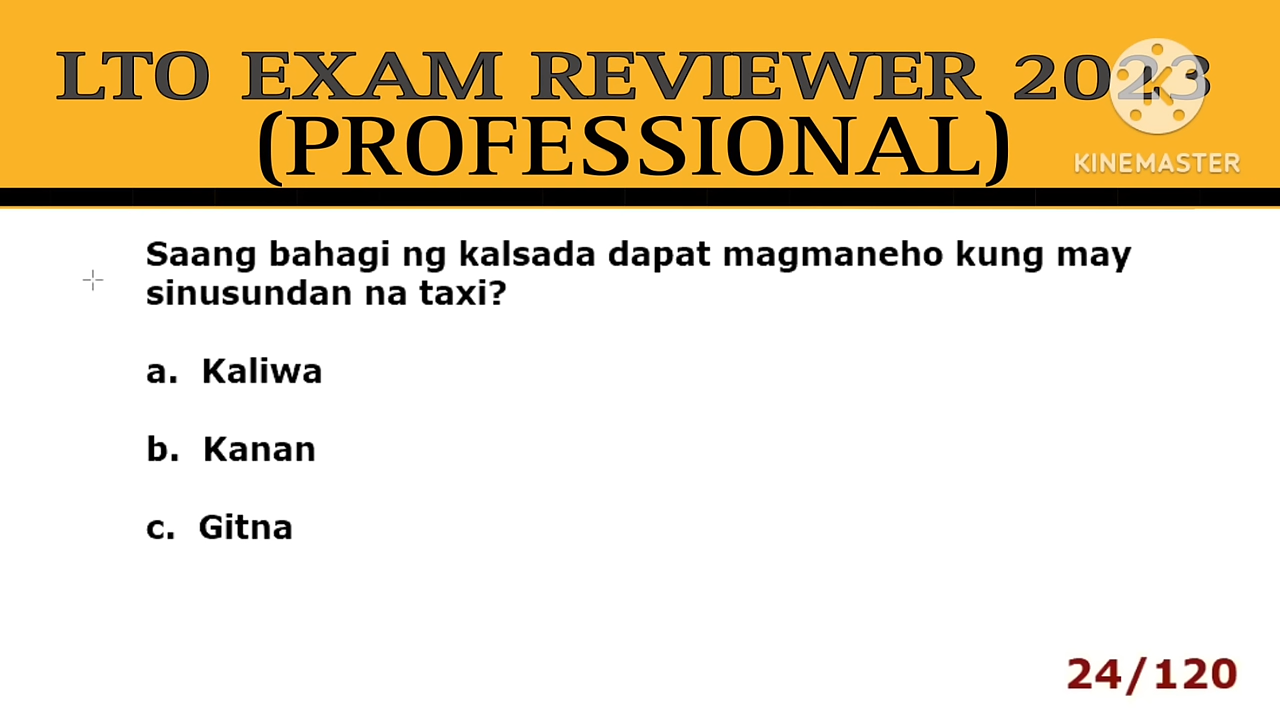 LTO EXAM REVIEWER 2023
(PROFESSIONAL)
KINEMASTER
Saang bahagi ng kalsada dapat magmaneho kung may
sinusundan na taxi?
a. Kaliwa
b. Kanan
c. Gitna
24/120